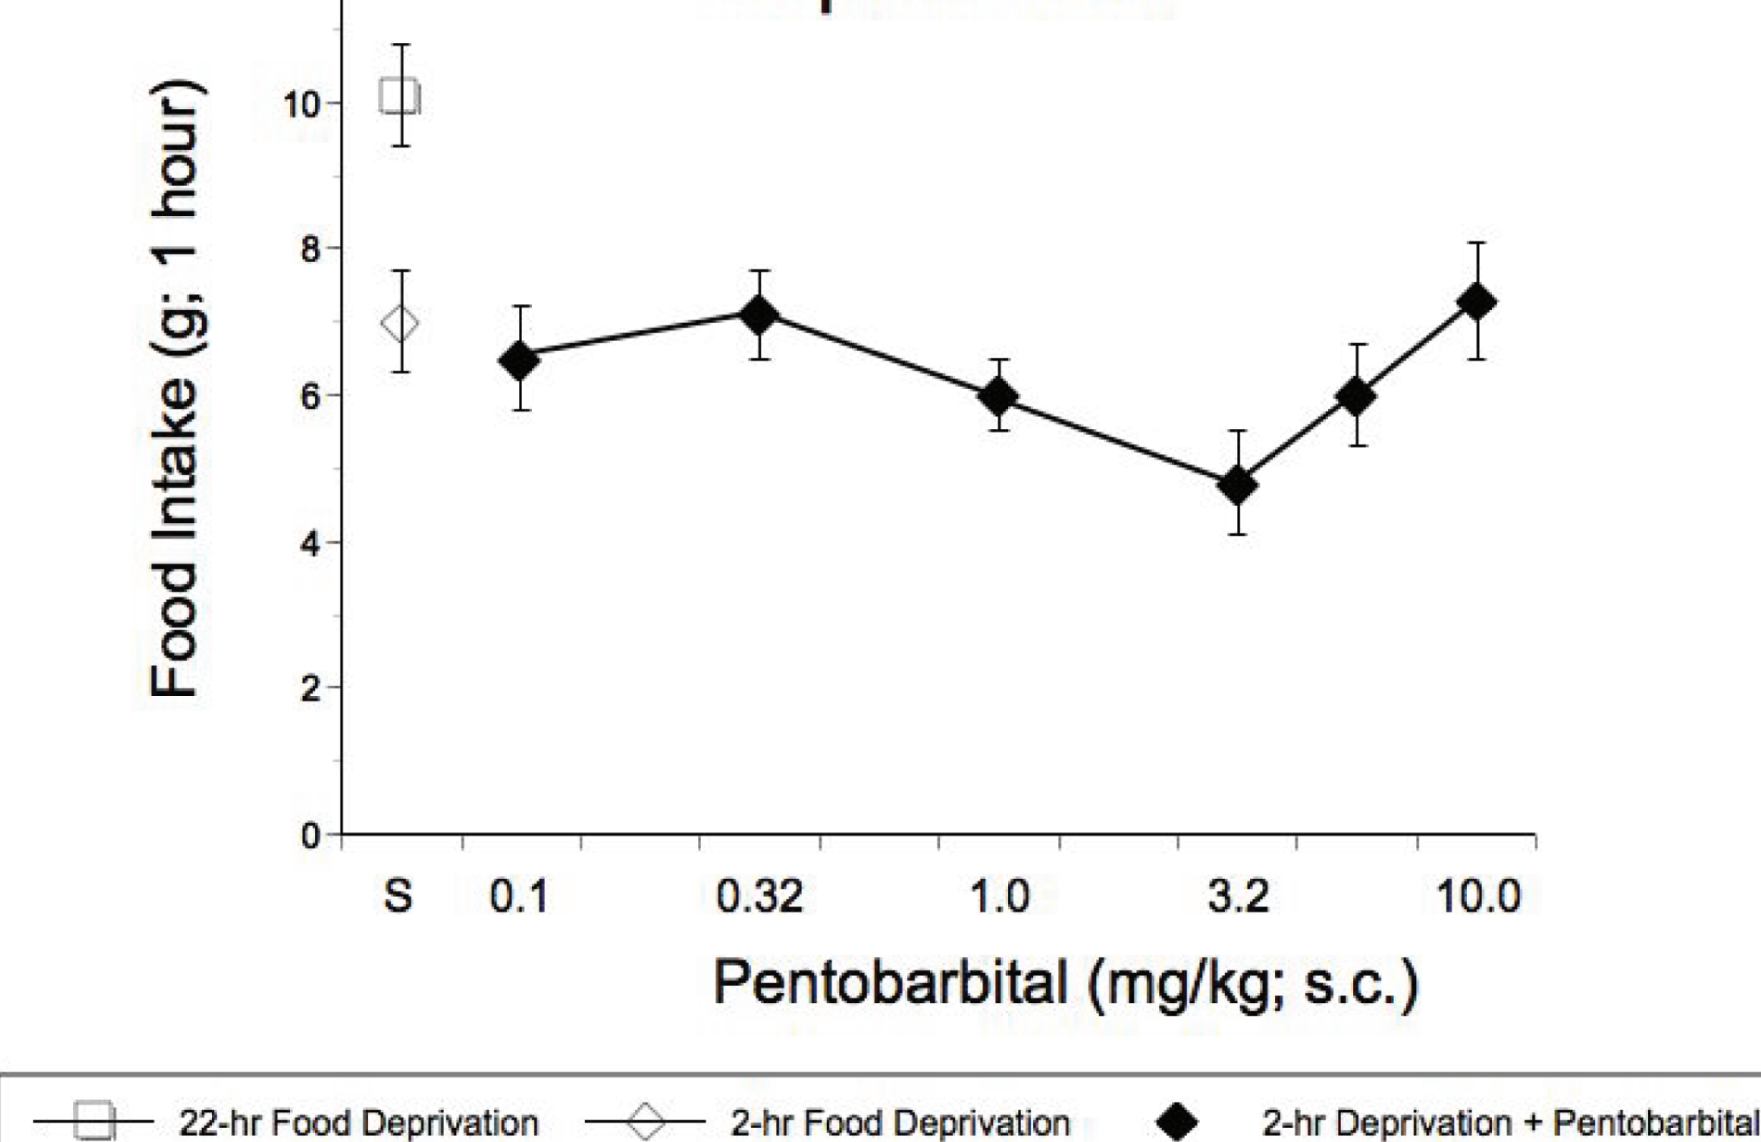 Food Intake (g; 1 hour)
10
8
6
4
2
0
S 0.1 0.32 1.0 3.2 10.0
Pentobarbital (mg/kg; s.c.)
22-hr Food Deprivation 2-hr Food Deprivation 2-hr Deprivation + Pentobarbital